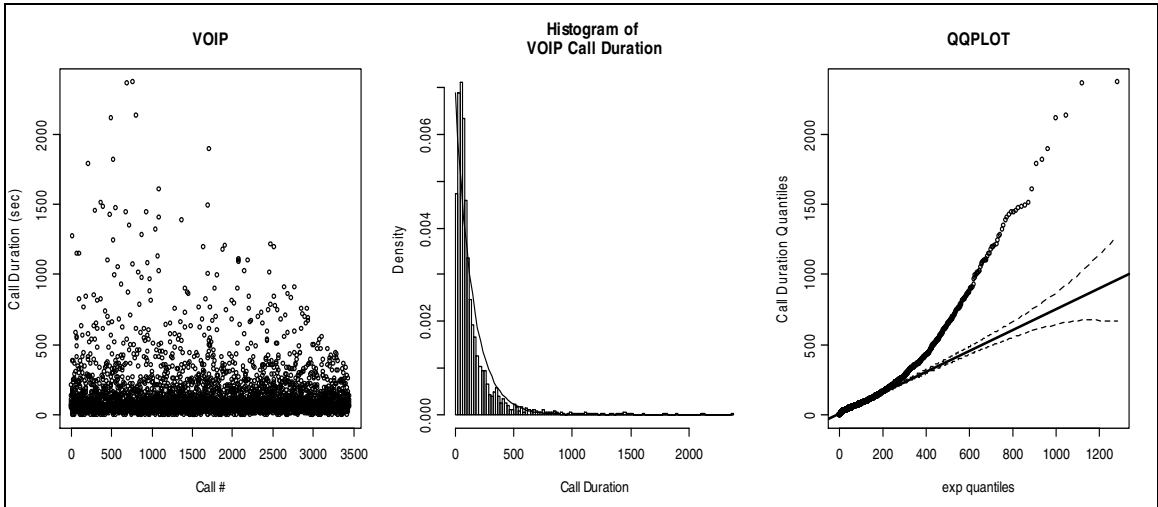 VOIP
Call Duration (sec)
0
500
1000
1500
2000
0 500 1000 1500 2000 2500 3000 3500
Call #
Histogram of
VOIP Call Duration
Density
0.000
0.002
0.004
0.006
0 500 1000 1500 2000
Call Duration
QQPLOT
Call Duration Quantiles
0
500
1000
1500
2000
0 200 400 600 800 1000 1200
exp quantiles